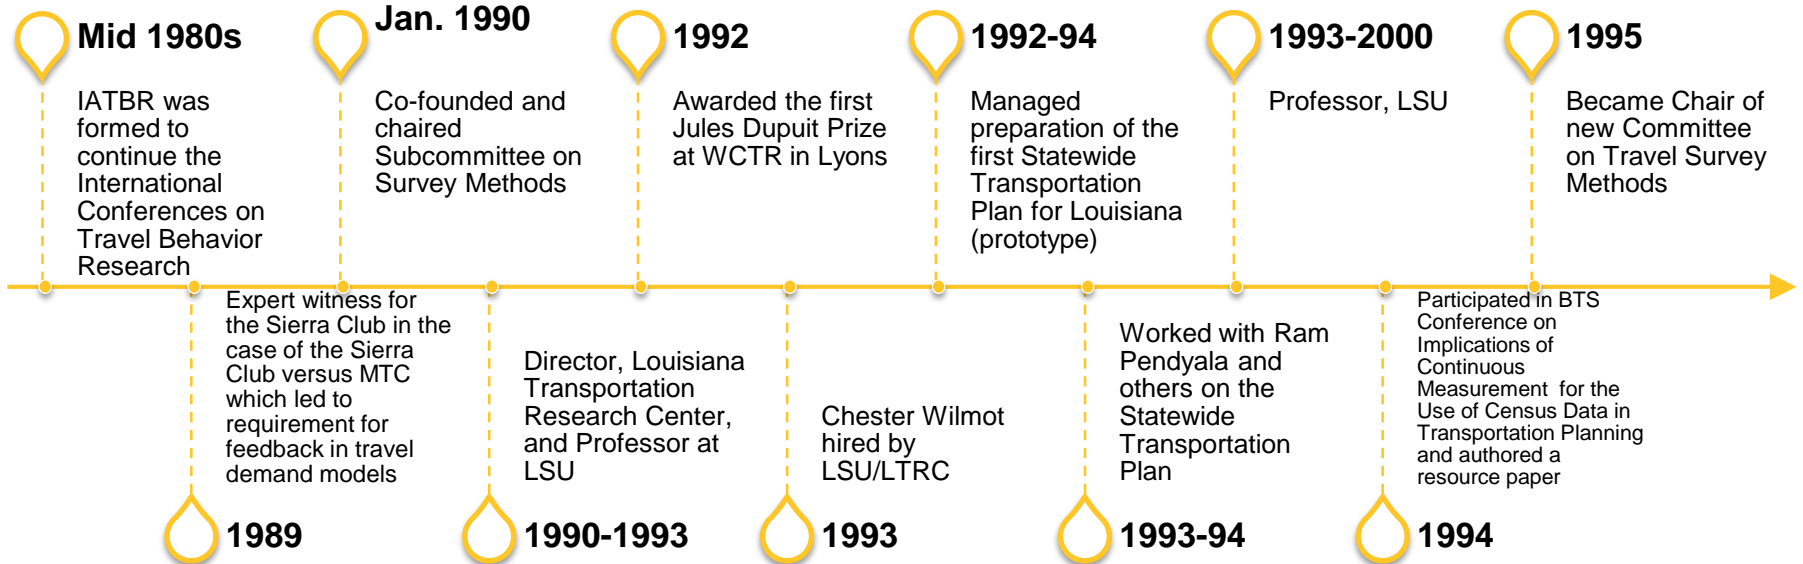 Mid 1980s
IATBR was
formed to
continue the
International
Conferences on
Travel Behavior
Research
Jan. 1990
Co-founded and
chaired
Subcommittee on
Survey Methods
1992
Awarded the first
Jules Dupuit Prize
at WCTR in Lyons
1992-94
Managed
preparation of the
first Statewide
Transportation
Plan for Louisiana
(prototype)
1993-2000
Professor, LSU
1995
Became Chair of
new Committee
on Travel Survey
Methods
Expert witness for
the Sierra Club in the
case of the Sierra
Club versus MTC
which led to
requirement for
feedback in travel
demand models
1989
Director, Louisiana
Transportation
Research Center,
and Professor at
LSU
1990-1993
Chester Wilmot
hired by
LSU/LTRC
1993
Worked with Ram
Pendyala and
others on the
Statewide
Transportation
Plan
1993-94
Participated in BTS
Conference on
Implications of
Continuous
Measurement for the
Use of Census Data in
Transportation Planning
and authored a
resource paper
1994